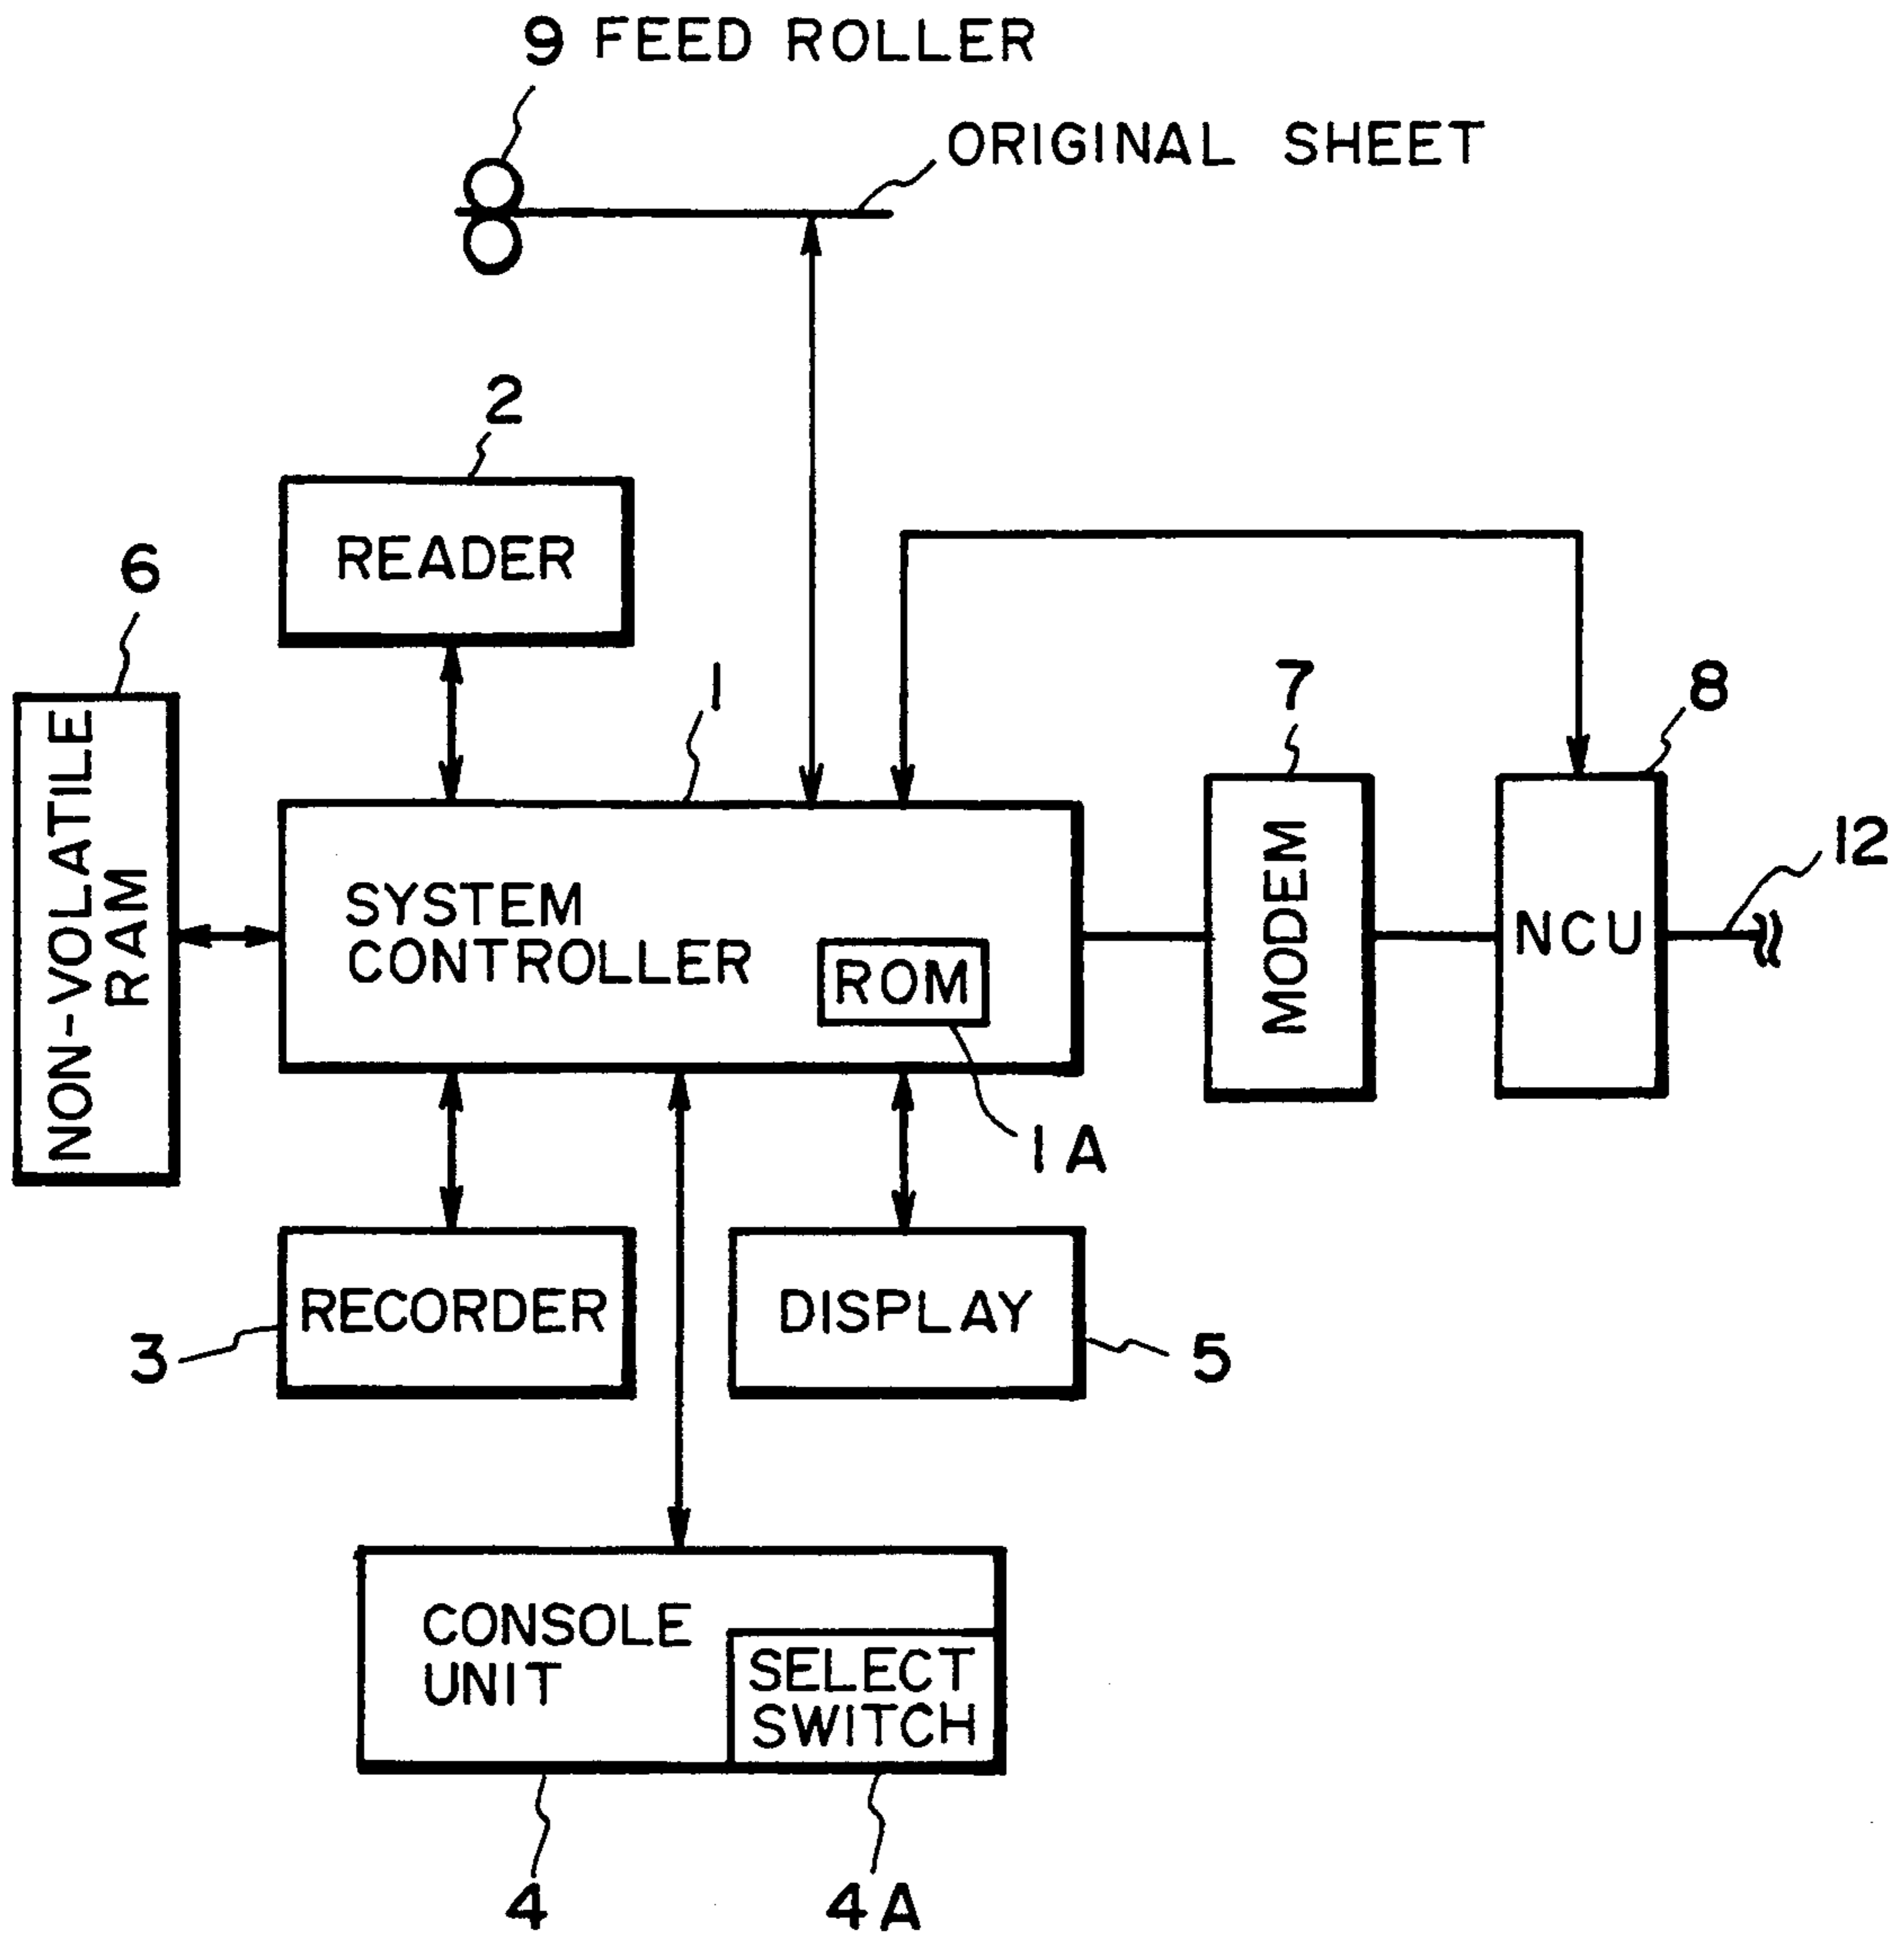 9 FEED ROLLER
ORIGINAL SHEET
2
READER
6
NON-VOLATILE
RAM
1
7
8
12
SYSTEM
CONTROLLER
ROM
MODEM
NCU
1A
RECORDER
DISPLAY
3
5
CONSOLE
UNIT
SELECT
SWITCH
4
4A